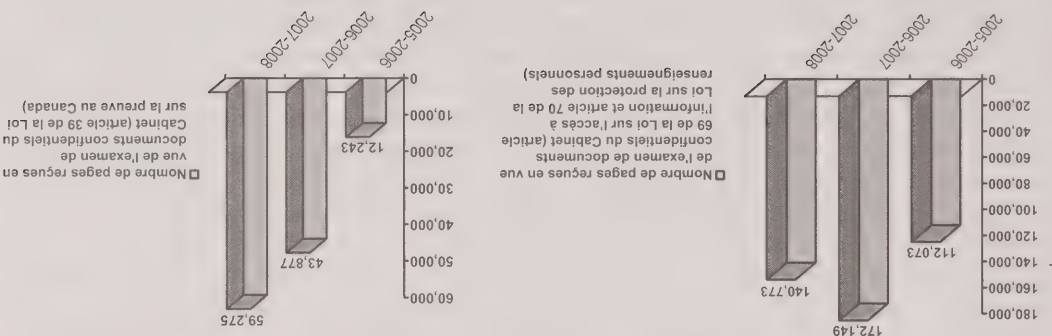 180,000
160,000
140,000
120,000
100,000
80,000
60,000
40,000
20,000
0
112,073
172,149
140,773
2005-2006
2006-2007
2007-2008
Nombre de pages reçues en vue
de l'examen de documents
confidentiels du Cabinet (article
69 de la Loi sur l'accès à
l'information et article 70 de la
Loi sur la protection des
renseignements personnels)
60,000
50,000
40,000
30,000
20,000
10,000
0
12,243
43,877
59,275
2005-2006
2006-2007
2007-2008
Nombre de pages reçues en
vue de l'examen de
documents confidentiels du
Cabinet (article 39 de la Loi
sur la preuve au Canada)